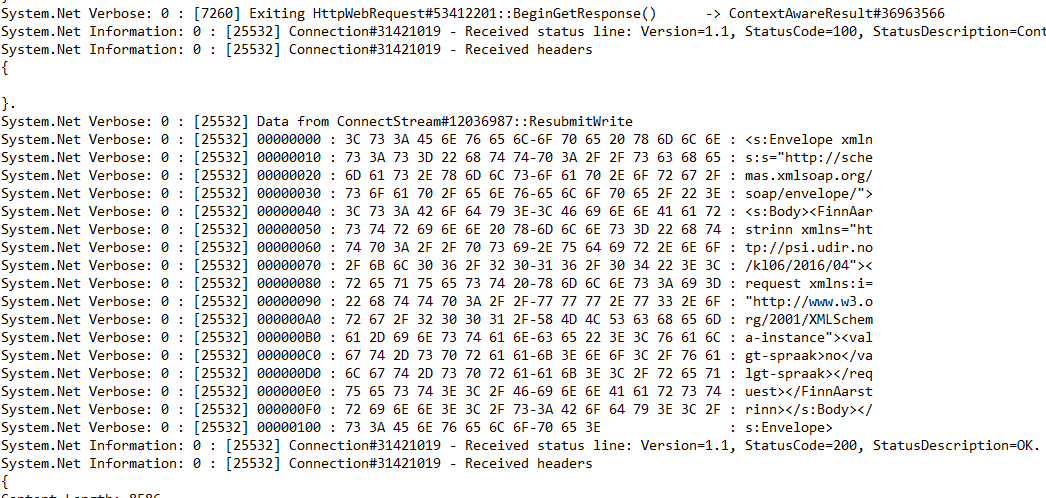 }
System.Net Verbose: 0 : [7260] Exiting HttpWebRequest#53412201::BeginGetResponse() -> ContextAwareResult#36963566
System.Net Information: 0 : [25532] Connection#31421019 - Received status line: Version=1.1, StatusCode=100, StatusDescription=Cont
System.Net Information: 0 : [25532] Connection#31421019 - Received headers
{
}.
System.Net Verbose: 0 : [25532] Data from ConnectStream#12036987::ResubmitWrite
System.Net Verbose: 0 : [25532] 00000000 : 3C 73 3A 45 6E 76 65 6C-6F 70 65 20 78 6D 6C 6E : <s:Envelope xmln
System.Net Verbose: 0 : [25532] 00000010 : 73 3A 73 3D 22 68 74 74-70 3A 2F 2F 73 63 68 65 : s:s="http://sche
System.Net Verbose: 0 : [25532] 00000020 : 6D 61 73 2E 78 6D 6C 73-6F 61 70 2E 6F 72 67 2F : mas.xmlsoap.org/
System.Net Verbose: 0 : [25532] 00000030 : 73 6F 61 70 2F 65 6E 76-65 6C 6F 70 65 2F 22 3E : soap/envelope/">
System.Net Verbose: 0 : [25532] 00000040 : 3C 73 3A 42 6F 64 79 3E-3C 46 69 6E 6E 41 61 72 : <s:Body><FinnAar
System.Net Verbose: 0 : [25532] 00000050 : 73 74 72 69 6E 6E 20 78-6D 6C 6E 73 3D 22 68 74 : strinn xmlns="ht
System.Net Verbose: 0 : [25532] 00000060 : 74 70 3A 2F 2F 70 73 69-2E 75 64 69 72 2E 6E 6F : tp://psi.udir.no
System.Net Verbose: 0 : [25532] 00000070 : 2F 6B 6C 30 36 2F 32 30-31 36 2F 30 34 22 3E 3C : /kl06/2016/04"><
System.Net Verbose: 0 : [25532] 00000080 : 72 65 71 75 65 73 74 20-78 6D 6C 6E 73 3A 69 3D : request xmlns:i=
System.Net Verbose: 0 : [25532] 00000090 : 22 68 74 74 70 3A 2F 2F-77 77 77 2E 77 33 2E 6F : "http://www.w3.o
System.Net Verbose: 0 : [25532] 000000A0 : 72 67 2F 32 30 30 31 2F-58 4D 4C 53 63 68 65 6D : rg/2001/XMLSchem
System.Net Verbose: 0 : [25532] 000000B0 : 61 2D 69 6E 73 74 61 6E-63 65 22 3E 3C 76 61 6C : a-instance"><val
System.Net Verbose: 0 : [25532] 000000C0 : 67 74 2D 73 70 72 61 61-6B 3E 6E 6F 3C 2F 76 61 : gt-spraak>no</va
System.Net Verbose: 0 : [25532] 000000D0 : 6C 67 74 2D 73 70 72 61-61 6B 3E 3C 2F 72 65 71 : lgt-spraak></req
System.Net Verbose: 0 : [25532] 000000E0 : 75 65 73 74 3E 3C 2F 46-69 6E 6E 41 61 72 73 74 : uest></FinnAarst
System.Net Verbose: 0 : [25532] 000000F0 : 72 69 6E 6E 3E 3C 2F 73-3A 42 6F 64 79 3E 3C 2F : rinn></s:Body></
System.Net Verbose: 0 : [25532] 00000100 : 73 3A 45 6E 76 65 6C 6F-70 65 3E : s:Envelope>
System.Net Information: 0 : [25532] Connection#31421019 - Received status line: Version=1.1, StatusCode=200, StatusDescription=OK.
System.Net Information: 0 : [25532] Connection#31421019 - Received headers
{
Content-Length: 8586